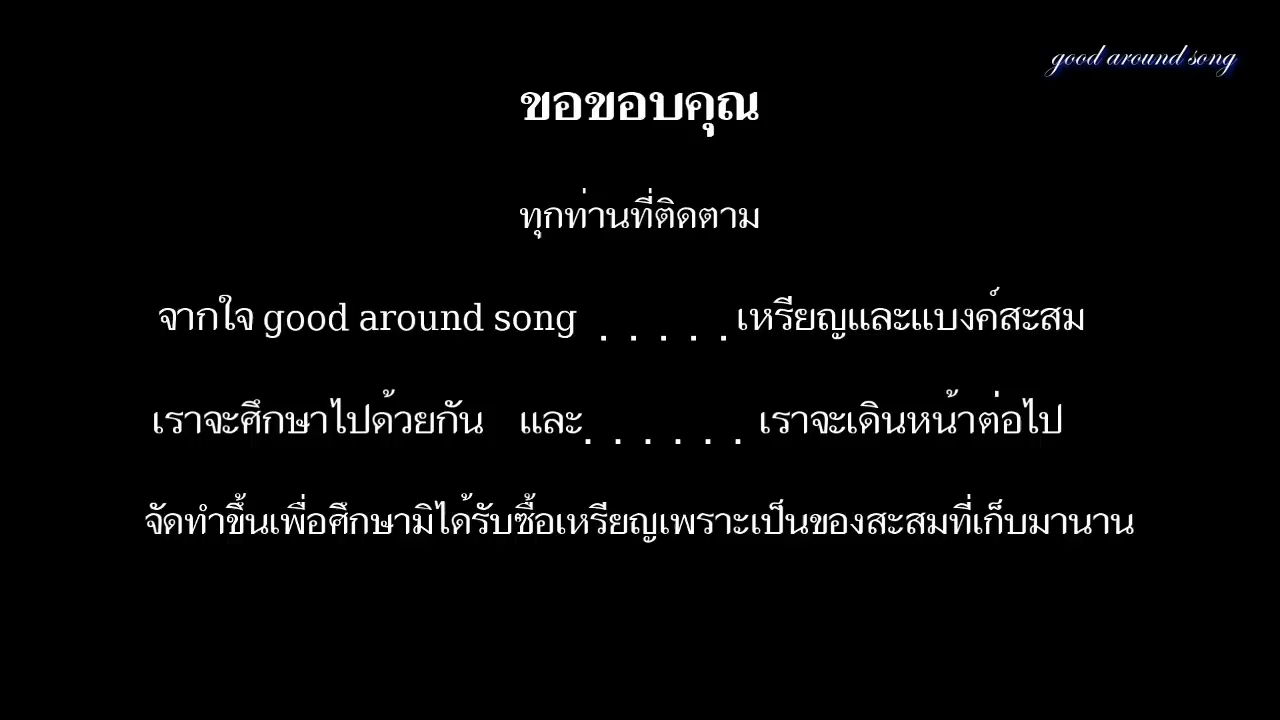 good around song
ขอขอบคุณ
ทุกท่านที่ติดตาม
จากใจ good around song . . . . . เหรียญและแบงค์สะสม
เราจะศึกษาไปด้วยกัน และ. . . . . . เราจะเดินหน้าต่อไป
จัดทำขึ้นเพื่อศึกษามิได้รับซื้อเหรียญเพราะเป็นของสะสมที่เก็บมานาน